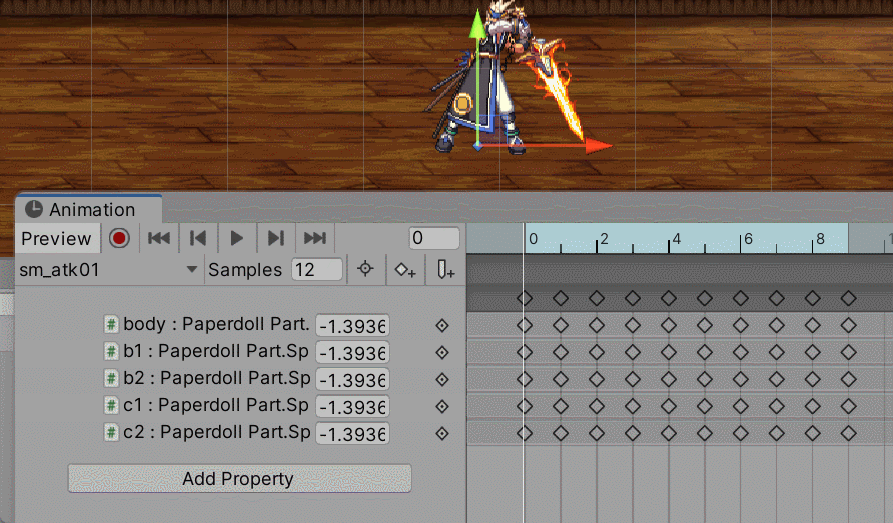 Animation
Preview 0 0 2 4 6 8 1
sm_atk01 Samples 12
# body : Paperdoll Part. -1.3936
# b1 : Paperdoll Part.Sp -1.3936
# b2 : Paperdoll Part.Sp -1.3936
# c1 : Paperdoll Part.Sp -1.3936
# c2 : Paperdoll Part.Sp -1.3936
Add Property